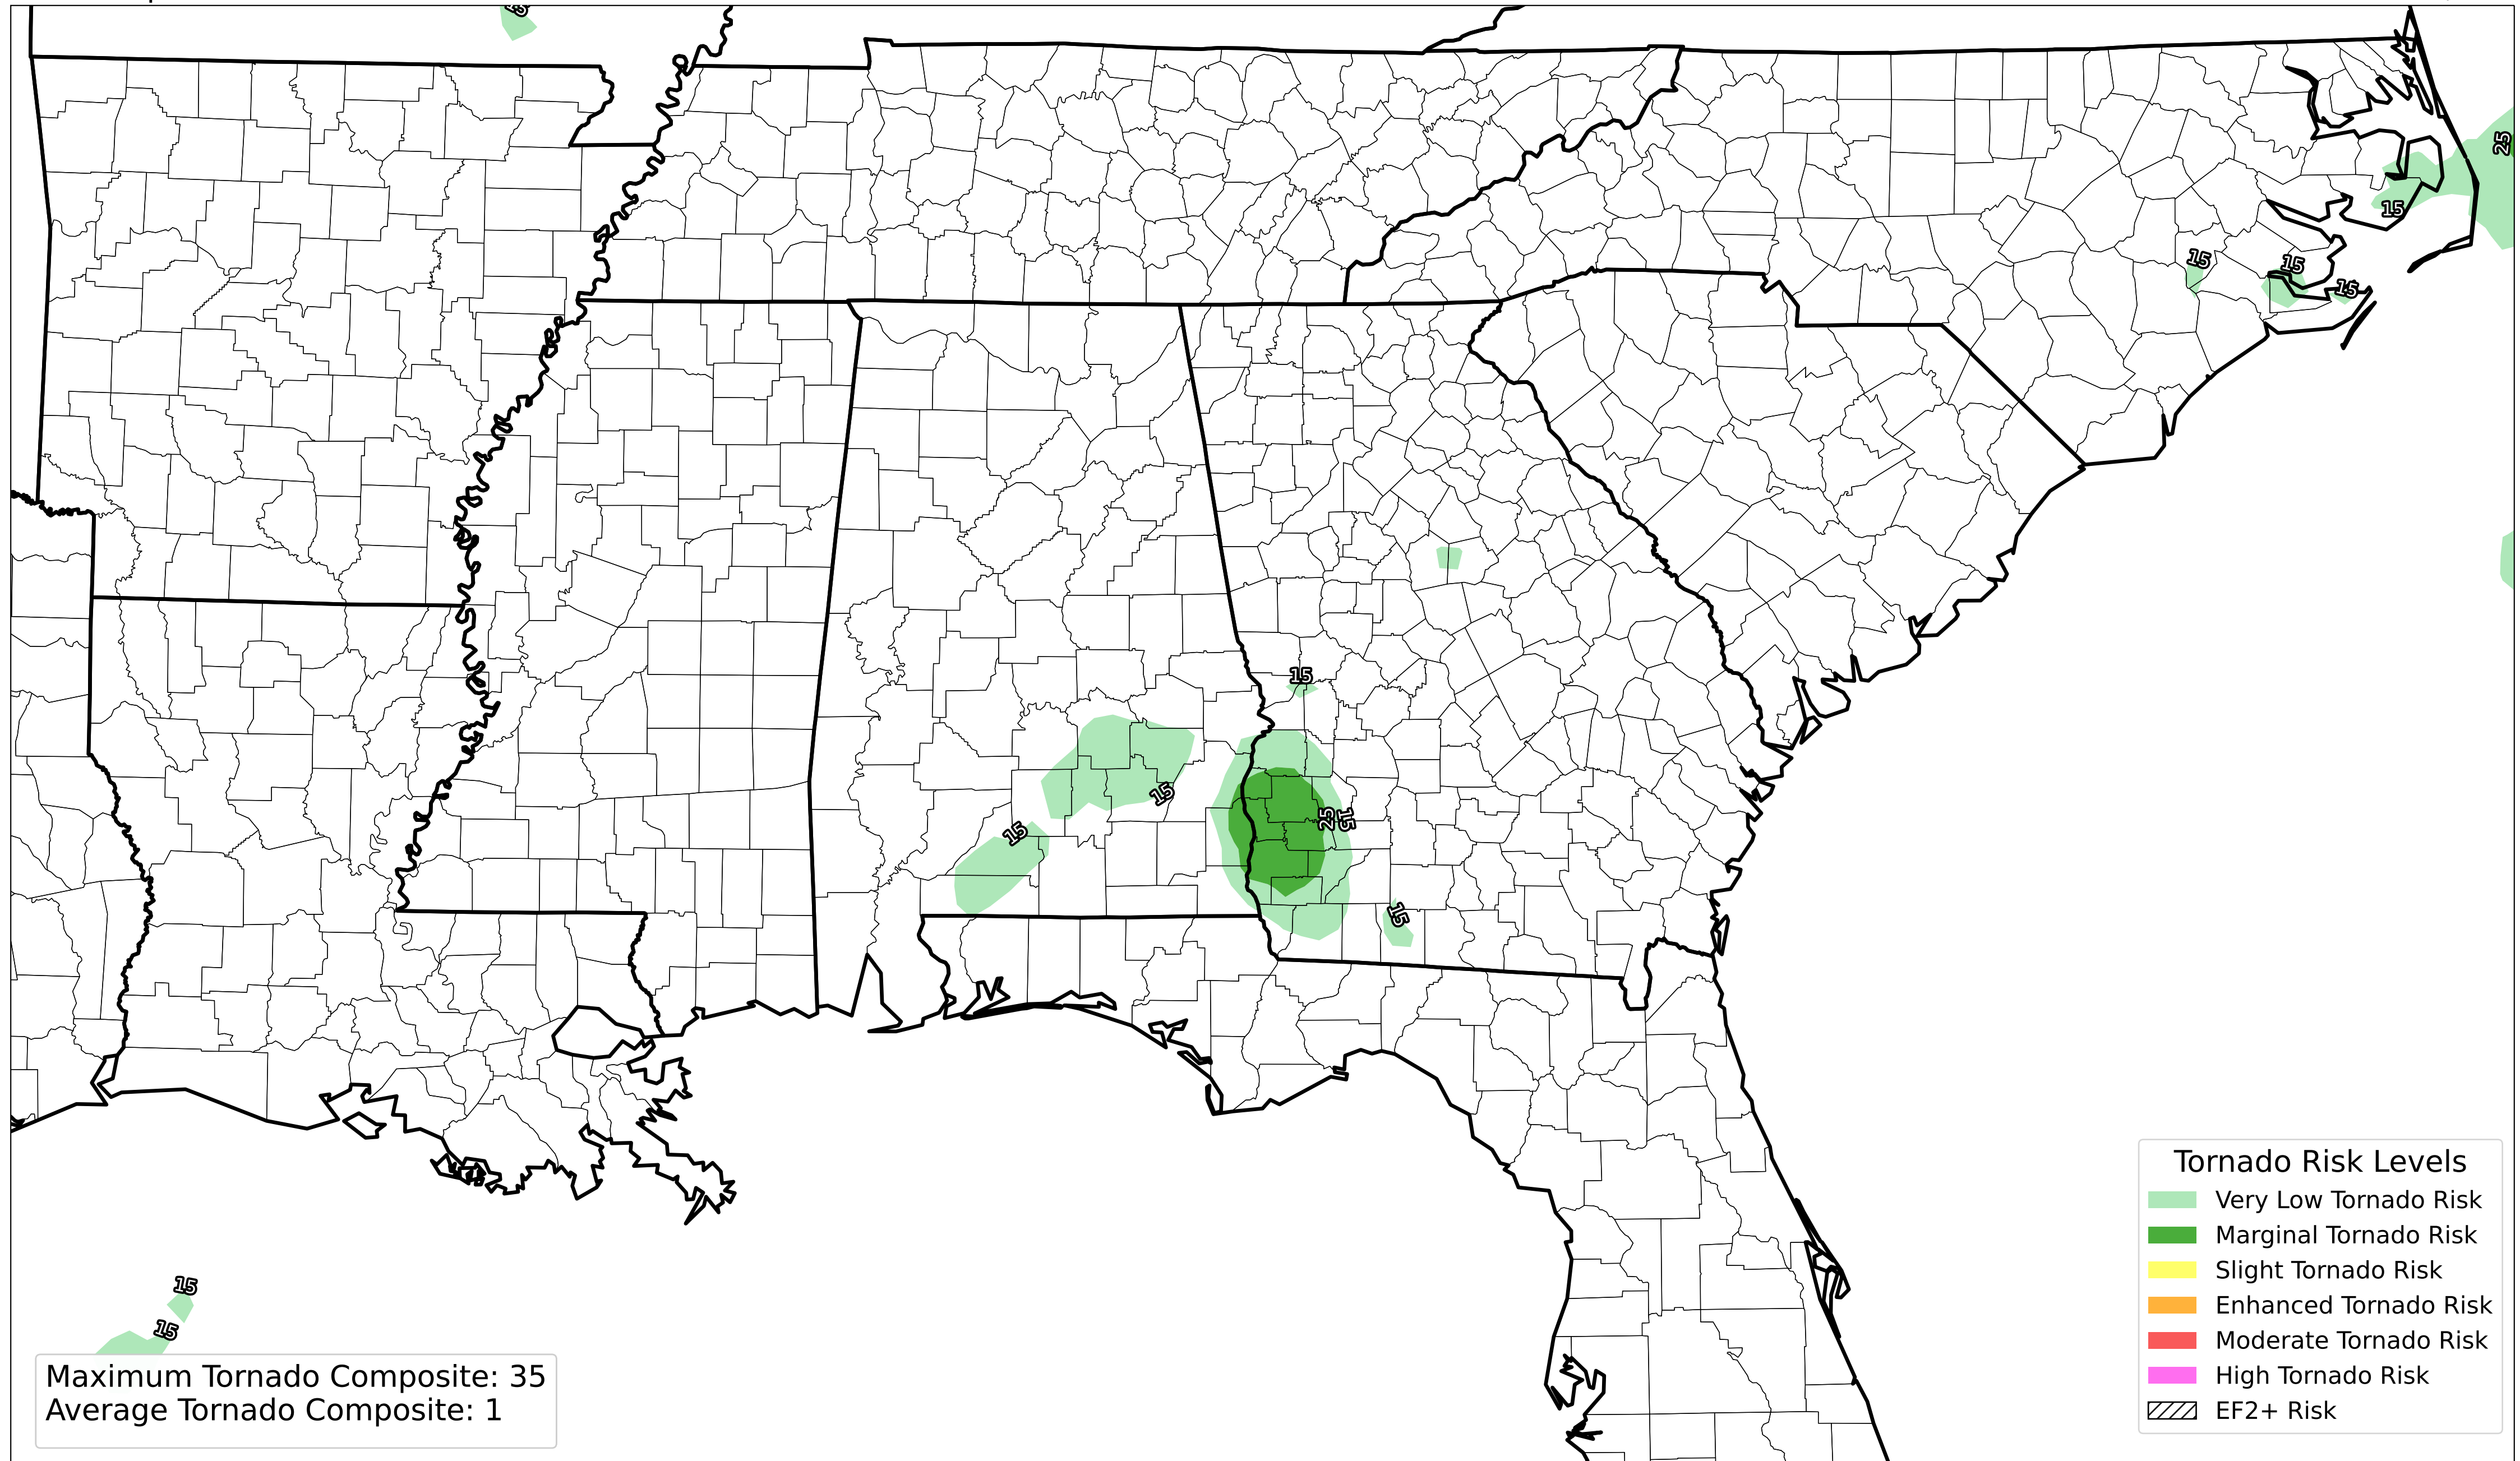 15
25
15
15
15
15
15
15
15
25
15
15
15
15
Tornado Risk Levels
Very Low Tornado Risk
Marginal Tornado Risk
Slight Tornado Risk
Enhanced Tornado Risk
Moderate Tornado Risk
High Tornado Risk
EF2+ Risk
Maximum Tornado Composite: 35
Average Tornado Composite: 1